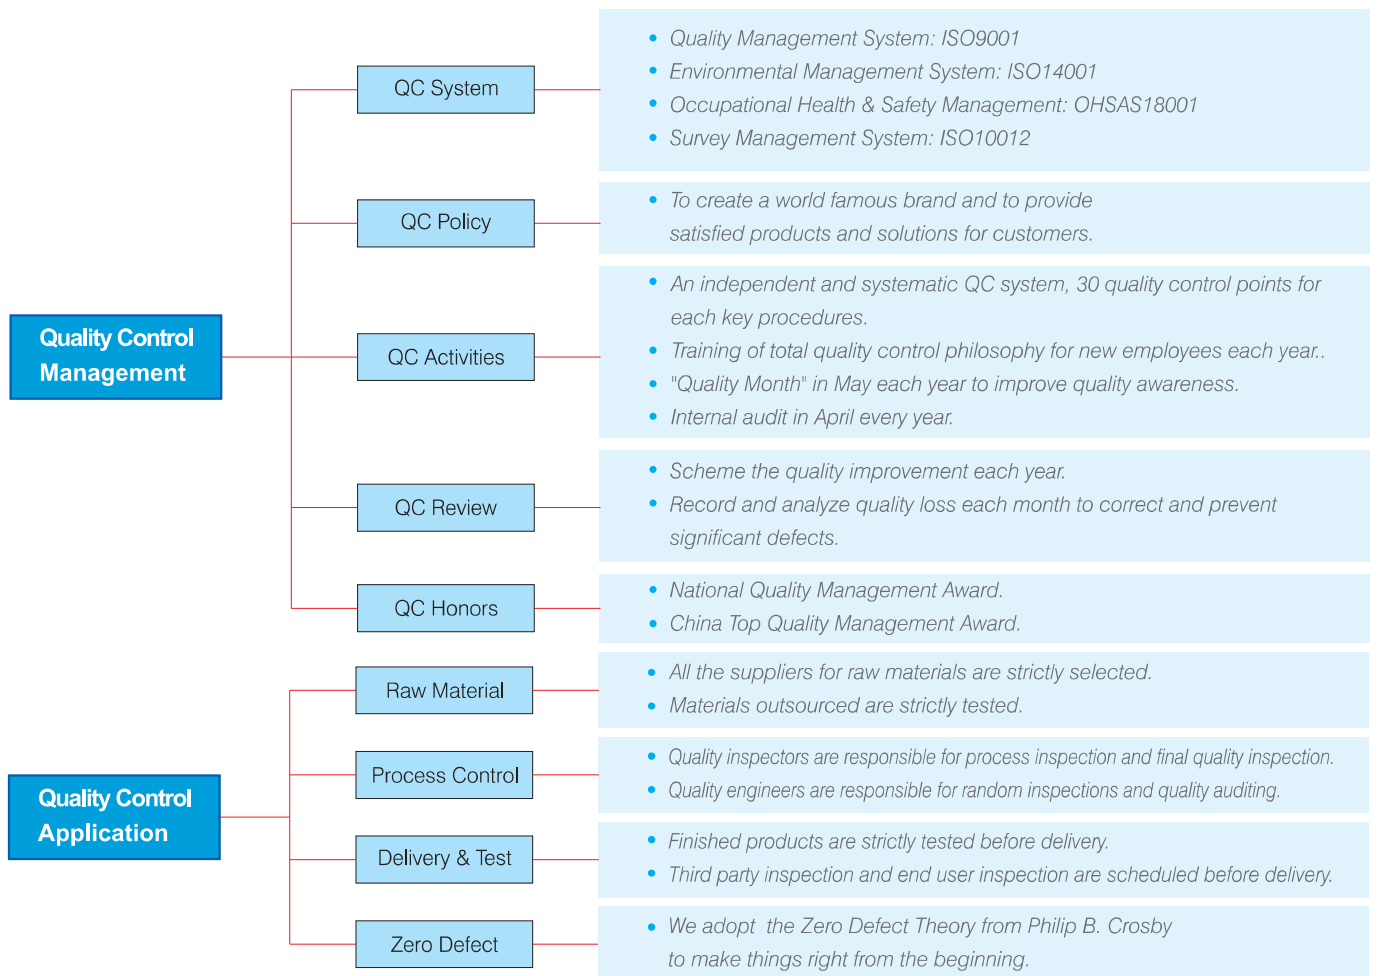 Quality Control
Management
QC System
• Quality Management System: ISO9001
• Environmental Management System: ISO14001
• Occupational Health & Safety Management: OHSAS18001
• Survey Management System: ISO10012
QC Policy
• To create a world famous brand and to provide
satisfied products and solutions for customers.
QC Activities
• An independent and systematic QC system, 30 quality control points for
each key procedures.
• Training of total quality control philosophy for new employees each year..
• "Quality Month" in May each year to improve quality awareness.
• Internal audit in April every year.
QC Review
• Scheme the quality improvement each year.
• Record and analyze quality loss each month to correct and prevent
significant defects.
QC Honors
• National Quality Management Award.
• China Top Quality Management Award.
Quality Control
Application
Raw Material
• All the suppliers for raw materials are strictly selected.
• Materials outsourced are strictly tested.
Process Control
• Quality inspectors are responsible for process inspection and final quality inspection.
• Quality engineers are responsible for random inspections and quality auditing.
Delivery & Test
• Finished products are strictly tested before delivery.
• Third party inspection and end user inspection are scheduled before delivery.
Zero Defect
• We adopt the Zero Defect Theory from Philip B. Crosby
to make things right from the beginning.